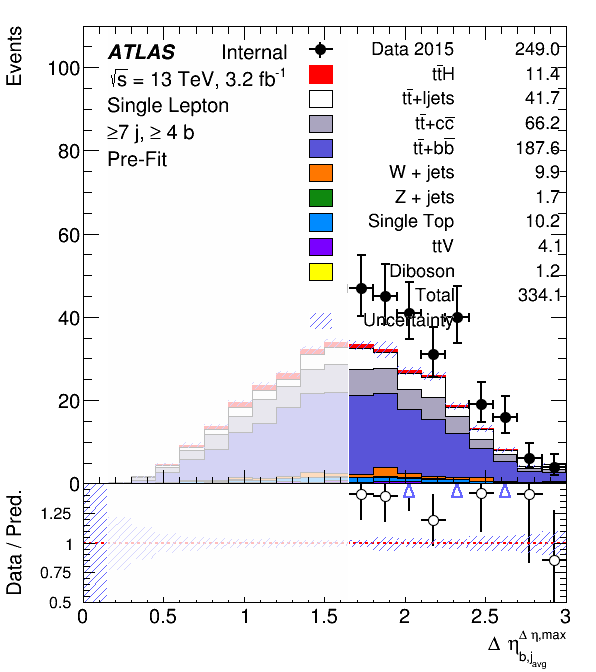 Events
ATLAS Internal
√s = 13 TeV, 3.2 fb⁻¹
Single Lepton
≥7 j, ≥ 4 b
Pre-Fit
Data 2015 249.0
tt̄H 11.4
tt̄+ljets 41.7
tt̄+cc̄ 66.2
tt̄+bb̄ 187.6
W + jets 9.9
Z + jets 1.7
Single Top 10.2
ttV 4.1
Diboson 1.2
Total 334.1
Uncertainty
100
80
60
40
20
0
Data / Pred.
1.25
1
0.75
0.5
0 0.5 1 1.5 2 2.5 3
Δ η Δ η,max b,j avg